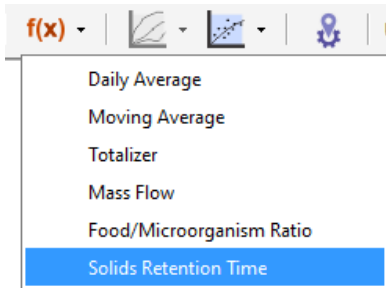 f(x)
Daily Average
Moving Average
Totalizer
Mass Flow
Food/Microorganism Ratio
Solids Retention Time